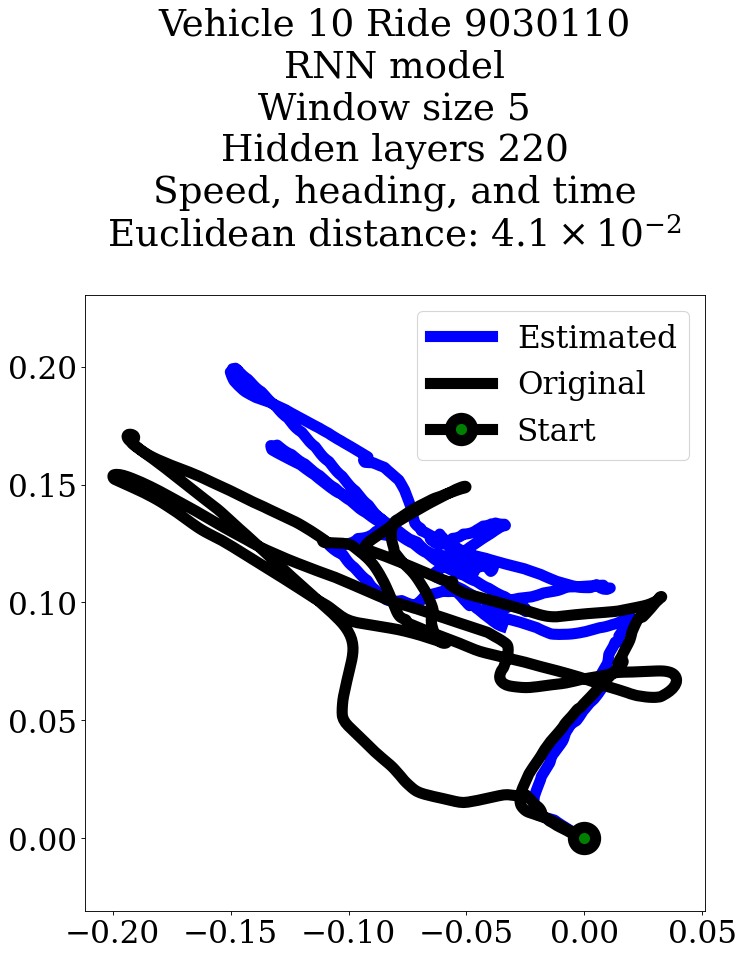 Vehicle 10 Ride 9030110
RNN model
Window size 5
Hidden layers 220
Speed, heading, and time
Euclidean distance: 4.1 × 10⁻²
Estimated
Original
Start
0.20
0.15
0.10
0.05
0.00
−0.20 −0.15 −0.10 −0.05 0.00 0.05